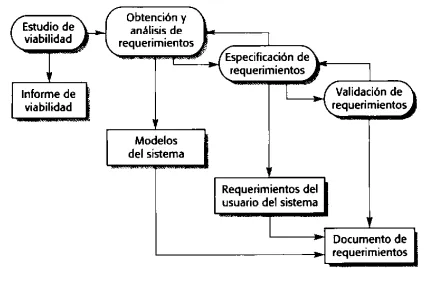 Estudio de
viabilidad
Obtención y
análisis de
requerimientos
Especificación de
requerimientos
Validación de
requerimientos
Informe de
viabilidad
Modelos
del sistema
Requerimientos del
usuario del sistema
Documento de
requerimientos